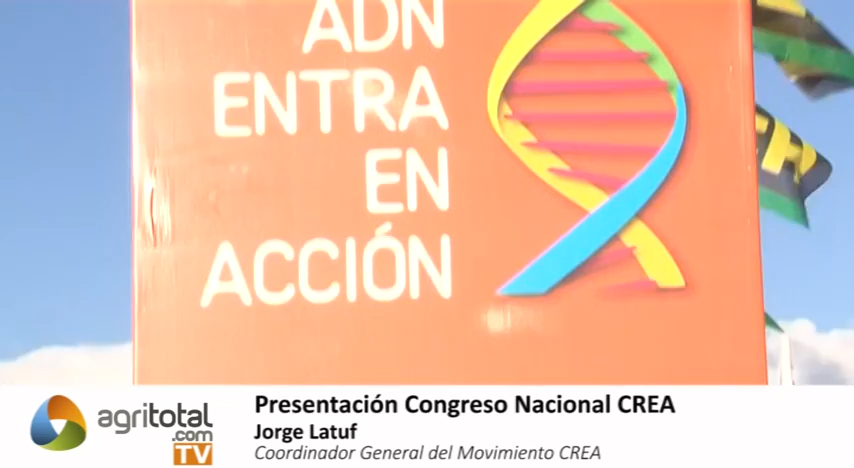 ADN
ENTRA
EN
ACCIÓN
agritotal
.com
TV
Presentación Congreso Nacional CREA
Jorge Latuf
Coordinador General del Movimiento CREA